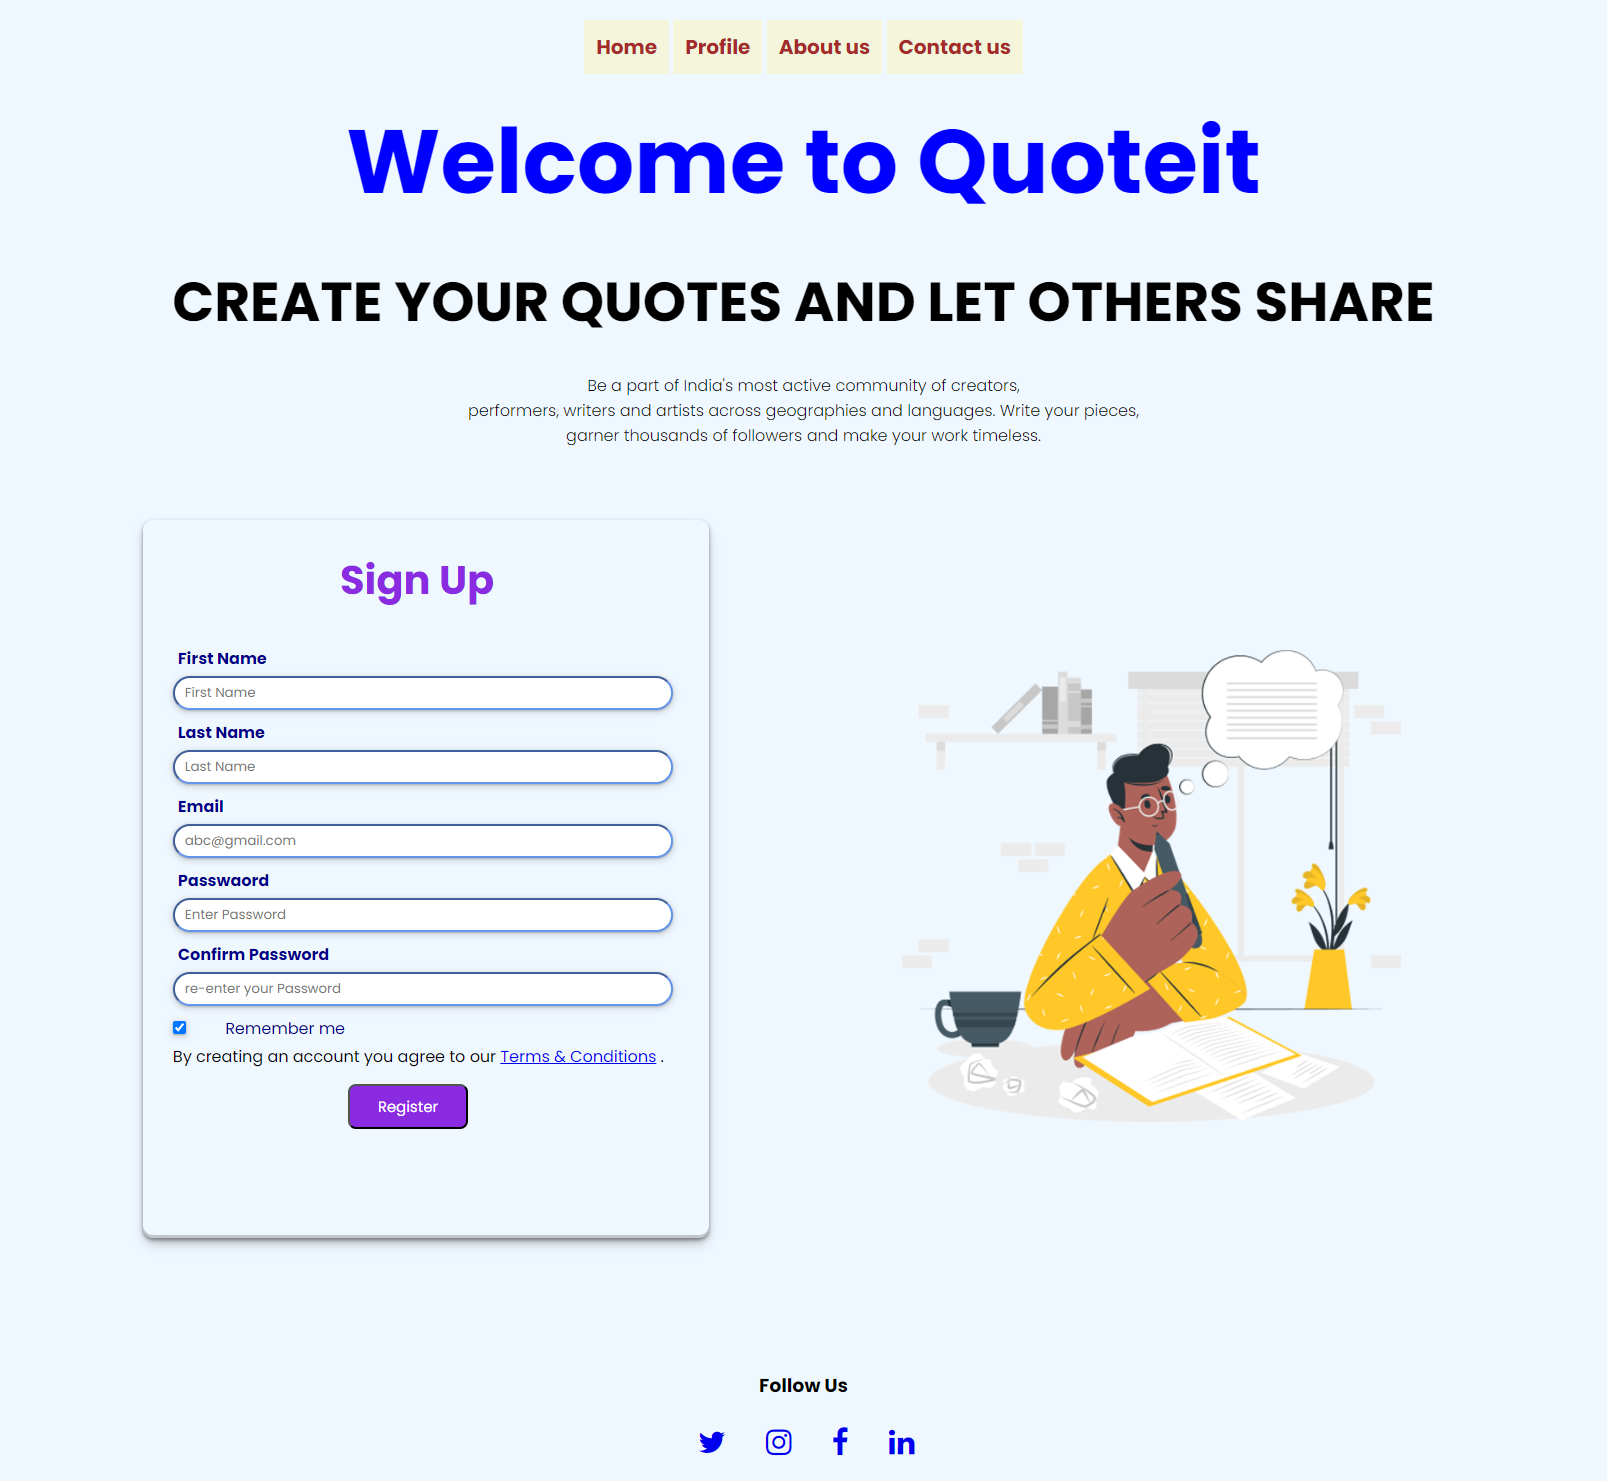 Home Profile About us Contact us
Welcome to Quoteit
CREATE YOUR QUOTES AND LET OTHERS SHARE
Be a part of India's most active community of creators,
performers, writers and artists across geographies and languages. Write your pieces,
garner thousands of followers and make your work timeless.
Sign Up
First Name
First Name
Last Name
Last Name
Email
abc@gmail.com
Passwaord
Enter Password
Confirm Password
re-enter your Password
Remember me
By creating an account you agree to our Terms & Conditions .
Register
Follow Us